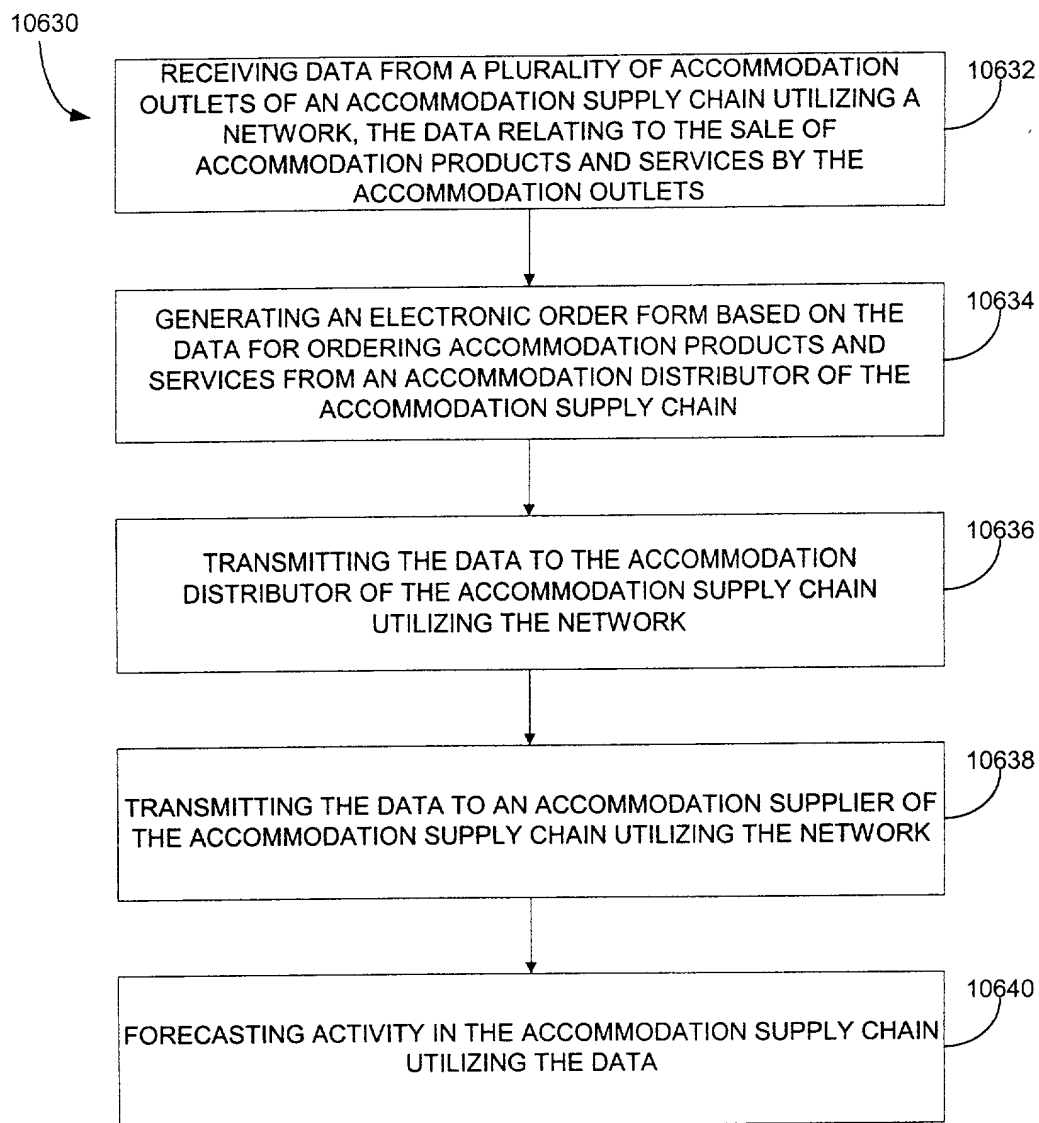 10630
RECEIVING DATA FROM A PLURALITY OF ACCOMMODATION
OUTLETS OF AN ACCOMMODATION SUPPLY CHAIN UTILIZING A
NETWORK, THE DATA RELATING TO THE SALE OF
ACCOMMODATION PRODUCTS AND SERVICES BY THE
ACCOMMODATION OUTLETS
10632
GENERATING AN ELECTRONIC ORDER FORM BASED ON THE
DATA FOR ORDERING ACCOMMODATION PRODUCTS AND
SERVICES FROM AN ACCOMMODATION DISTRIBUTOR OF THE
ACCOMMODATION SUPPLY CHAIN
10634
TRANSMITTING THE DATA TO THE ACCOMMODATION
DISTRIBUTOR OF THE ACCOMMODATION SUPPLY CHAIN
UTILIZING THE NETWORK
10636
TRANSMITTING THE DATA TO AN ACCOMMODATION SUPPLIER OF
THE ACCOMMODATION SUPPLY CHAIN UTILIZING THE NETWORK
10638
FORECASTING ACTIVITY IN THE ACCOMMODATION SUPPLY CHAIN
UTILIZING THE DATA
10640